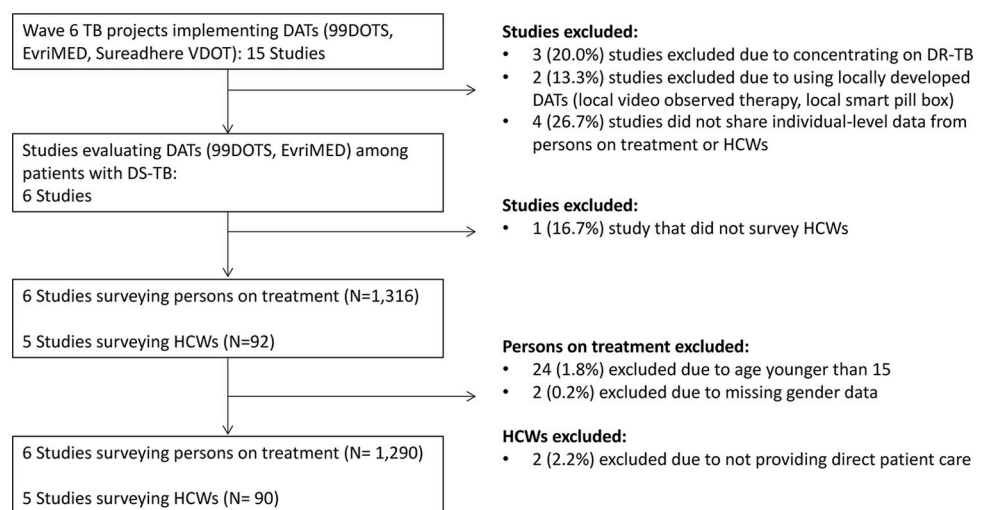 Wave 6 TB projects implementing DATs (99DOTS,
EvriMED, Sureadhere VDOT): 15 Studies
Studies excluded:
• 3 (20.0%) studies excluded due to concentrating on DR-TB
• 2 (13.3%) studies excluded due to using locally developed
DATs (local video observed therapy, local smart pill box)
• 4 (26.7%) studies did not share individual-level data from
persons on treatment or HCWs
Studies evaluating DATs (99DOTS, EvriMED) among
patients with DS-TB:
6 Studies
Studies excluded:
• 1 (16.7%) study that did not survey HCWs
6 Studies surveying persons on treatment (N=1,316)
5 Studies surveying HCWs (N=92)
Persons on treatment excluded:
• 24 (1.8%) excluded due to age younger than 15
• 2 (0.2%) excluded due to missing gender data
HCWs excluded:
• 2 (2.2%) excluded due to not providing direct patient care
6 Studies surveying persons on treatment (N= 1,290)
5 Studies surveying HCWs (N= 90)